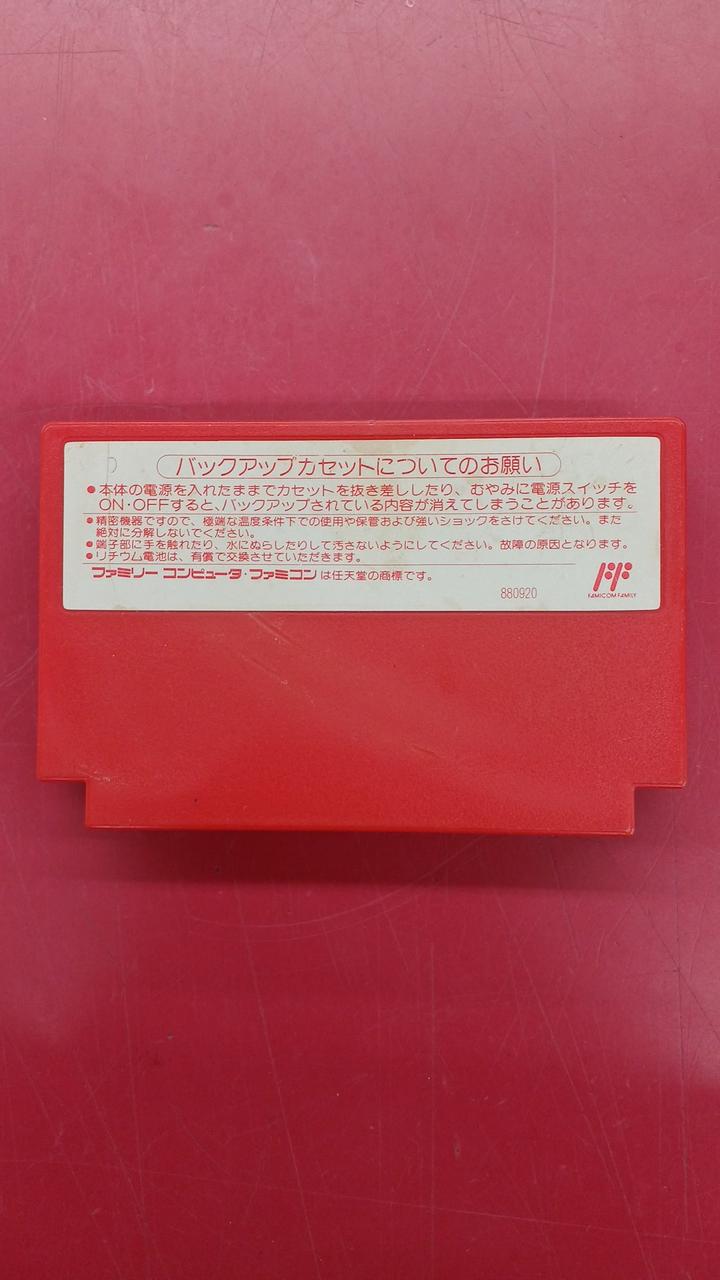 バックアップカセットについてのお願い
●本体の電源を入れたままでカセットを抜き差ししたり、むやみに電源スイッチを
ON・OFFすると、バックアップされている内容が消えてしまうことがあります。
●精密機器ですので、極端な温度条件下での使用や保管および強いショックをさけてください。また
絶対に分解しないでください。
●端子部に手を触れたり、水にぬらしたりして汚さないようにしてください。故障の原因となります。
●リチウム電池は、有償で交換させていただきます。
ファミリー コンピュータ・ファミコン は任天堂の商標です。
880920
FAMICOM FAMILY